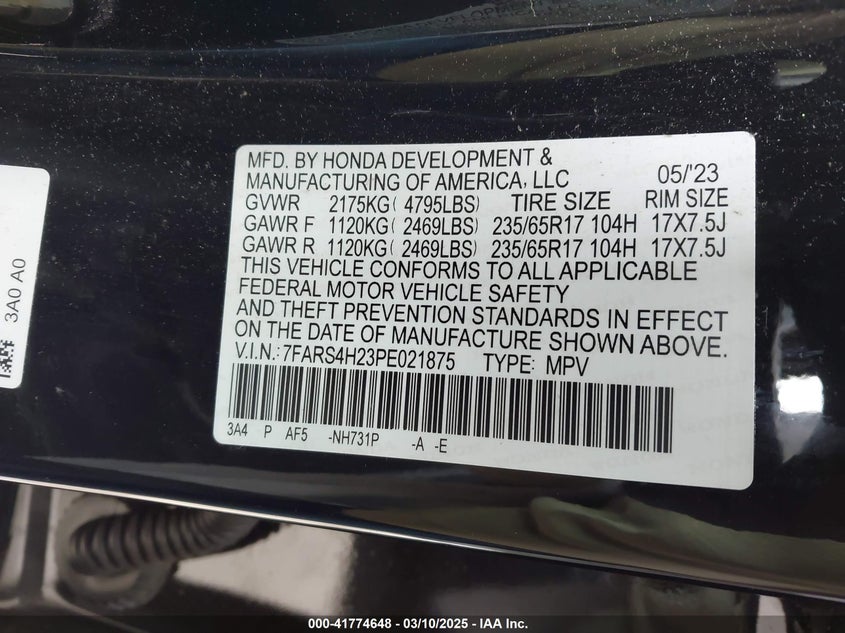 MFD. BY HONDA DEVELOPMENT &
MANUFACTURING OF AMERICA, LLC 05/'23
GVWR 2175KG( 4795LBS) TIRE SIZE RIM SIZE
GAWR F 1120KG( 2469LBS) 235/65R17 104H 17X7.5J
GAWR R 1120KG( 2469LBS) 235/65R17 104H 17X7.5J
THIS VEHICLE CONFORMS TO ALL APPLICABLE
FEDERAL MOTOR VEHICLE SAFETY
AND THEFT PREVENTION STANDARDS IN EFFECT
ON THE DATE OF MANUFACTURE SHOWN ABOVE.
V.I.N.:7FARS4H23PE021875 TYPE: MPV
3A4 P AF5 -NH731P -A -E
3A0 A0
000-41774648 - 03/10/2025 - IAA Inc.